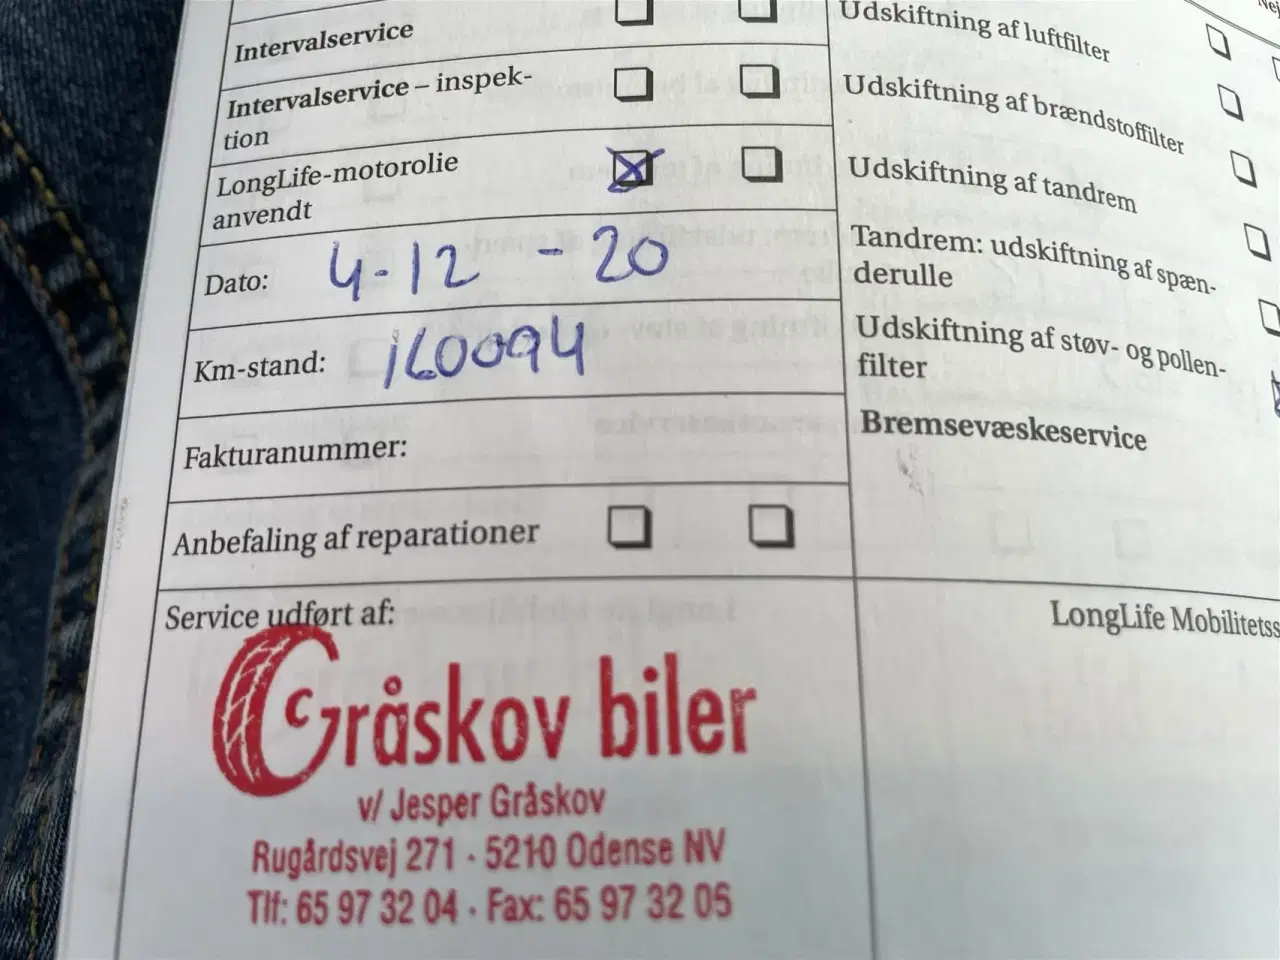 Intervalservice
Intervalservice – inspek-
tion
LongLife-motorolie
anvendt
Dato: 4-12 - 20
Km-stand: 160094
Fakturanummer:
Anbefaling af reparationer
Service udført af:
Gråskov biler
v/ Jesper Gråskov
Rugårdsvej 271 · 5210 Odense NV
Tlf: 65 97 32 04 · Fax: 65 97 32 05
Udskiftning af luftfilter
Udskiftning af brændstoffilter
Udskiftning af tandrem
Tandrem: udskiftning af spæn-
derulle
Udskiftning af støv- og pollen-
filter
Bremsevæskeservice
LongLife Mobilitetss